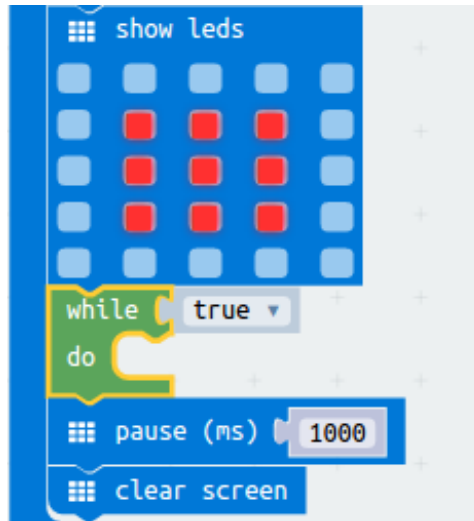 show leds
while true
do
pause (ms) 1000
clear screen